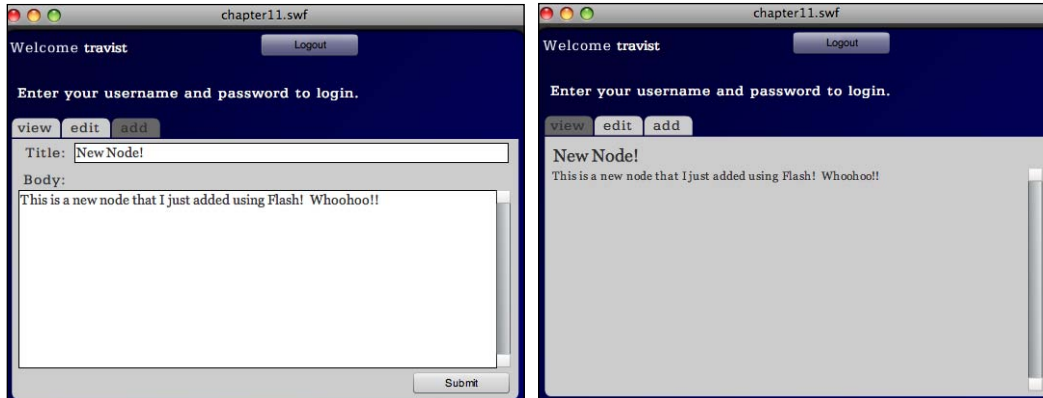 chapter11.swf
Welcome travist
Logout
Enter your username and password to login.
view edit add
Title: New Node!
Body:
This is a new node that I just added using Flash!  Whoohoo!!
Submit
chapter11.swf
Welcome travist
Logout
Enter your username and password to login.
view edit add
New Node!
This is a new node that I just added using Flash!  Whoohoo!!